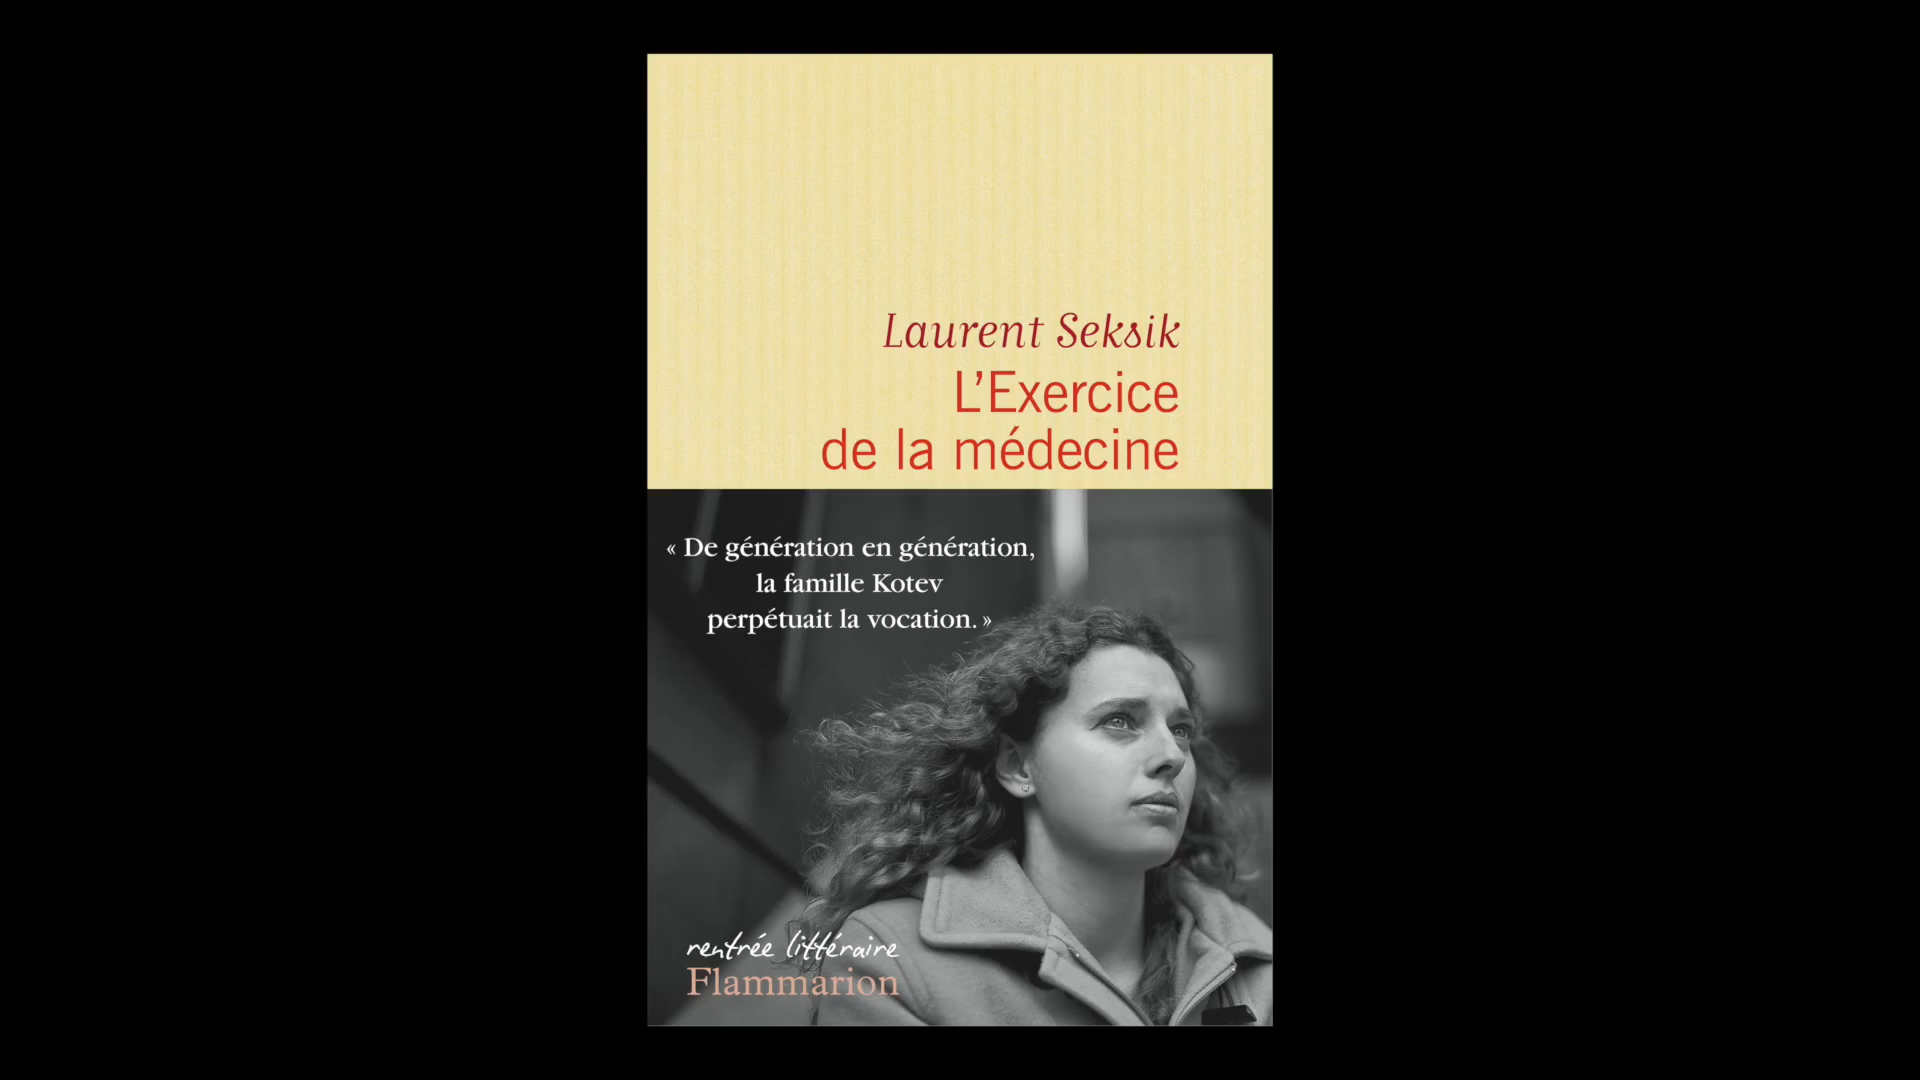 Laurent Seksik
L’Exercice
de la médecine
« De génération en génération,
la famille Kotev
perpétuait la vocation. »
rentrée littéraire
Flammarion